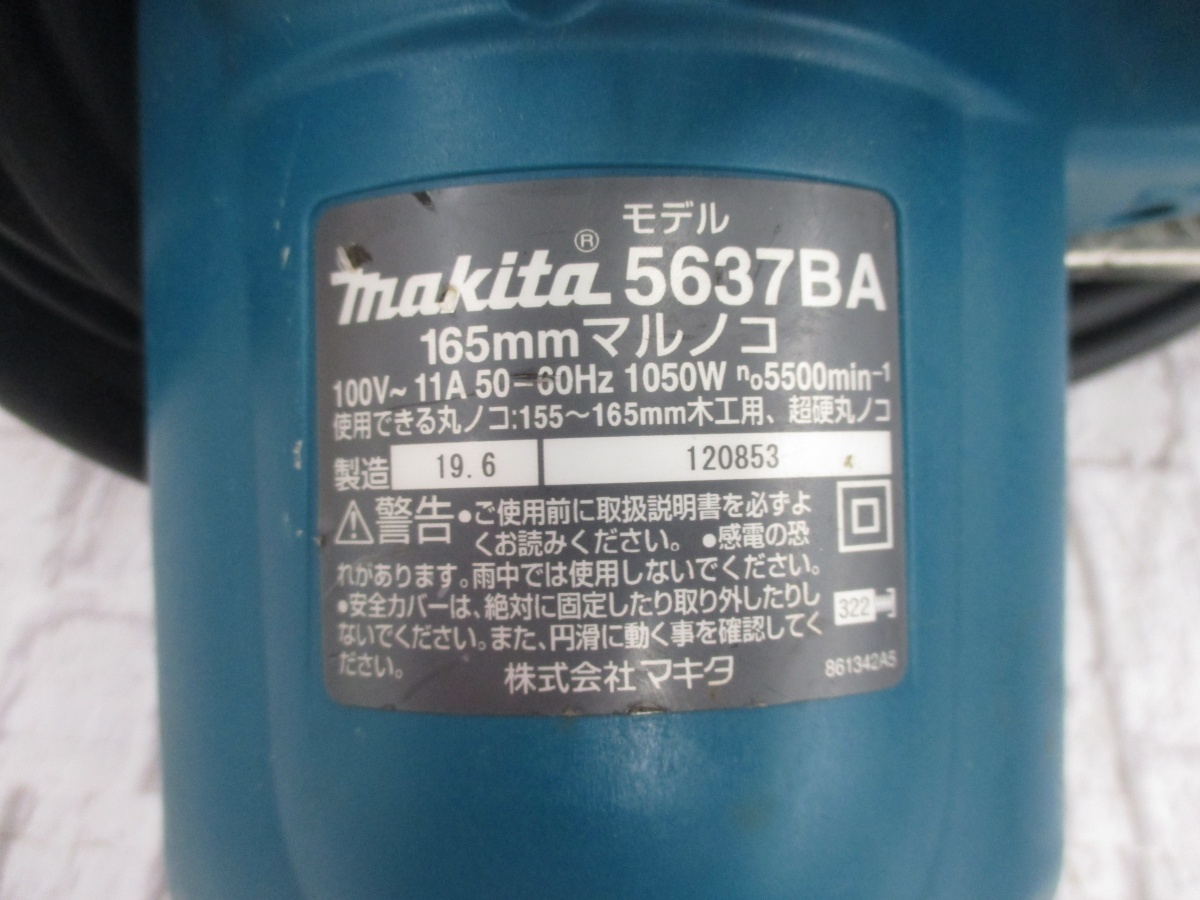 モデル
makita® 5637BA
165mmマルノコ
100V～ 11A 50－60Hz 1050W n₀5500min⁻¹
使用できる丸ノコ:155～165mm木工用、超硬丸ノコ
製造 19.6 120853
⚠警告 ●ご使用前に取扱説明書を必ずよ
くお読みください。 ●感電の恐
れがあります。雨中では使用しないでください。
●安全カバーは、絶対に固定したり取り外したりし
ないでください。また、円滑に動く事を確認してく
ださい。
322
株式会社マキタ
861342A5